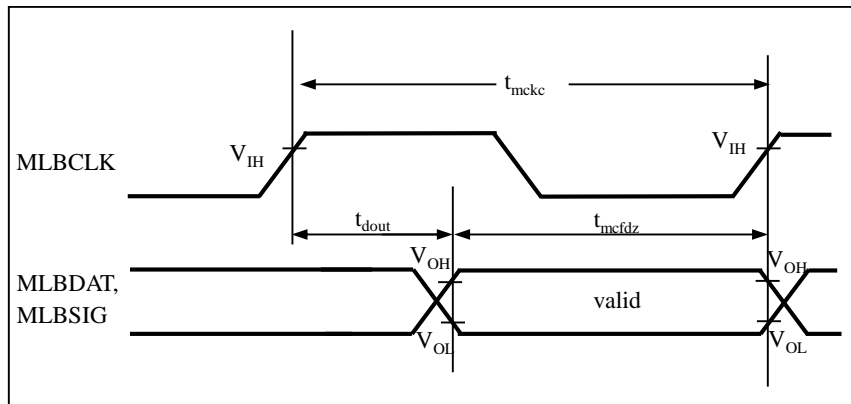 t_mckc
V_IH
V_IH
MLBCLK
t_dout
t_mcfdz
V_OH
V_OH
MLBDAT,
MLBSIG
valid
V_OL
V_OL